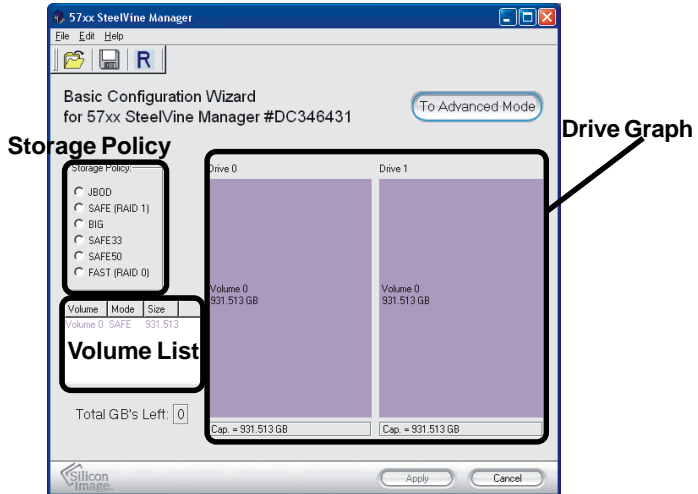 57xx SteelVine Manager
File Edit Help
R
Basic Configuration Wizard
for 57xx SteelVine Manager #DC346431
To Advanced Mode
Drive Graph
Storage Policy
Storage Policy:
JBOD
SAFE (RAID 1)
BIG
SAFE33
SAFE50
FAST (RAID 0)
Drive 0
Drive 1
Volume 0
931.513 GB
Volume 0
931.513 GB
Volume Mode Size
Volume 0 SAFE 931.513
Volume List
Total GB's Left: 0
Cap. = 931.513 GB
Cap. = 931.513 GB
Silicon
Image.
Apply
Cancel